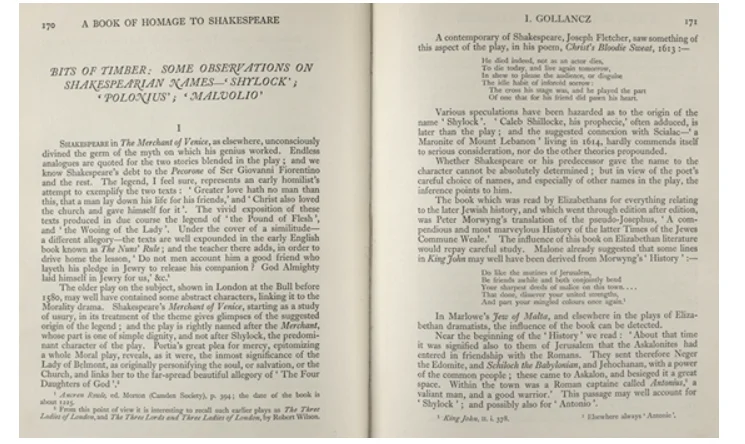 170 A BOOK OF HOMAGE TO SHAKESPEARE
BITS OF TIMBER: SOME OBSERVATIONS ON
SHAKESPEARIAN NAMES—'SHYLOCK';
'POLONIUS'; 'MALVOLIO'
I
SHAKESPEARE in The Merchant of Venice, as elsewhere, unconsciously
divined the germ of the myth on which his genius worked. Endless
analogues are quoted for the two stories blended in the play; and we
know Shakespeare's debt to the Pecorone of Ser Giovanni Fiorentino
and the rest. The legend, I feel sure, represents an early homilist's
attempt to exemplify the two texts: 'Greater love hath no man than
this, that a man lay down his life for his friends,' and 'Christ also loved
the church and gave himself for it'. The vivid exposition of these
texts produced in due course the legend of 'the Pound of Flesh',
and 'the Wooing of the Lady'. Under the cover of a similitude—
a different allegory—the texts are well expounded in the early English
book known as The Nuns' Rule; and the teacher there adds, in order to
drive home the lesson, 'Do not men account him a good friend who
layeth his pledge in Jewry to release his companion? God Almighty
laid himself in Jewry for us,' &c.¹
The older play on the subject, shown in London at the Bull before
1580, may well have contained some abstract characters, linking it to the
Morality drama. Shakespeare's Merchant of Venice, starting as a study
of usury, in its treatment of the theme gives glimpses of the suggested
origin of the legend; and the play is rightly named after the Merchant,
whose part is one of simple dignity, and not after Shylock, the predomi-
nant character of the play. Portia's great plea for mercy, epitomizing
a whole Moral play, reveals, as it were, the inmost significance of the
Lady of Belmont, as originally personifying the soul, or salvation, or the
Church, and links her to the far-spread beautiful allegory of 'The Four
Daughters of God'.²
¹ Ancren Riwle, ed. Morton (Camden Society), p. 394; the date of the book is
about 1225.
² From this point of view it is interesting to recall such earlier plays as The Three
Ladies of London, and The Three Lords and Three Ladies of London, by Robert Wilson.
I. GOLLANCZ 171
A contemporary of Shakespeare, Joseph Fletcher, saw something of
this aspect of the play, in his poem, Christ's Bloodie Sweat, 1613:—
He died indeed, not as an actor dies,
To die today, and live again tomorrow,
In show to please the audience, or disguise
The idle habit of inforced sorrow:
The cross his stage was, and he played the part
Of one that for his friend did pawn his heart.
Various speculations have been hazarded as to the origin of the
name 'Shylock'. 'Caleb Shillocke, his prophecie,' often adduced, is
later than the play; and the suggested connection with Scialac—'a
Maronite of Mount Lebanon' living in 1614, hardly commends itself
to serious consideration, nor do the other theories propounded.
Whether Shakespeare or his predecessor gave the name to the
character cannot be absolutely determined; but in view of the poet's
careful choice of names, and especially of other names in the play, the
inference points to him.
The book which was read by Elizabethans for everything relating
to the later Jewish history, and which went through edition after edition,
was Peter Morwyng's translation of the pseudo-Josephus, 'A com-
pendious and most marveylous History of the latter Times of the Jewes
Commune Weale.' The influence of this book on Elizabethan literature
would repay careful study. Malone already suggested that some lines
in King John may well have been derived from Morwyng's 'History':—
Do like the mutines of Jerusalem,
Be friends awhile and both conjointly bend
Your sharpest deeds of malice on this town. . . .
That done, dissever your united strengths,
And part your mingled colours once again.¹
In Marlowe's Jew of Malta, and elsewhere in the plays of Eliza-
bethan dramatists, the influence of the book can be detected.
Near the beginning of the 'History' we read: 'About that time
it was signified also to them of Jerusalem that the Askalonites had
entered in friendship with the Romans. They sent therefore Neger
the Edomite, and Schiloch the Babylonian, and Jehochanan, with a power
of the common people; these came to Askalon, and besieged it a great
space. Within the town was a Roman captaine called Antonius,² a
valiant man, and a good warrior.' This passage may well account for
'Shylock'; and possibly also for 'Antonio'.
¹ King John, II. i. 378. ² Elsewhere always 'Antonie'.